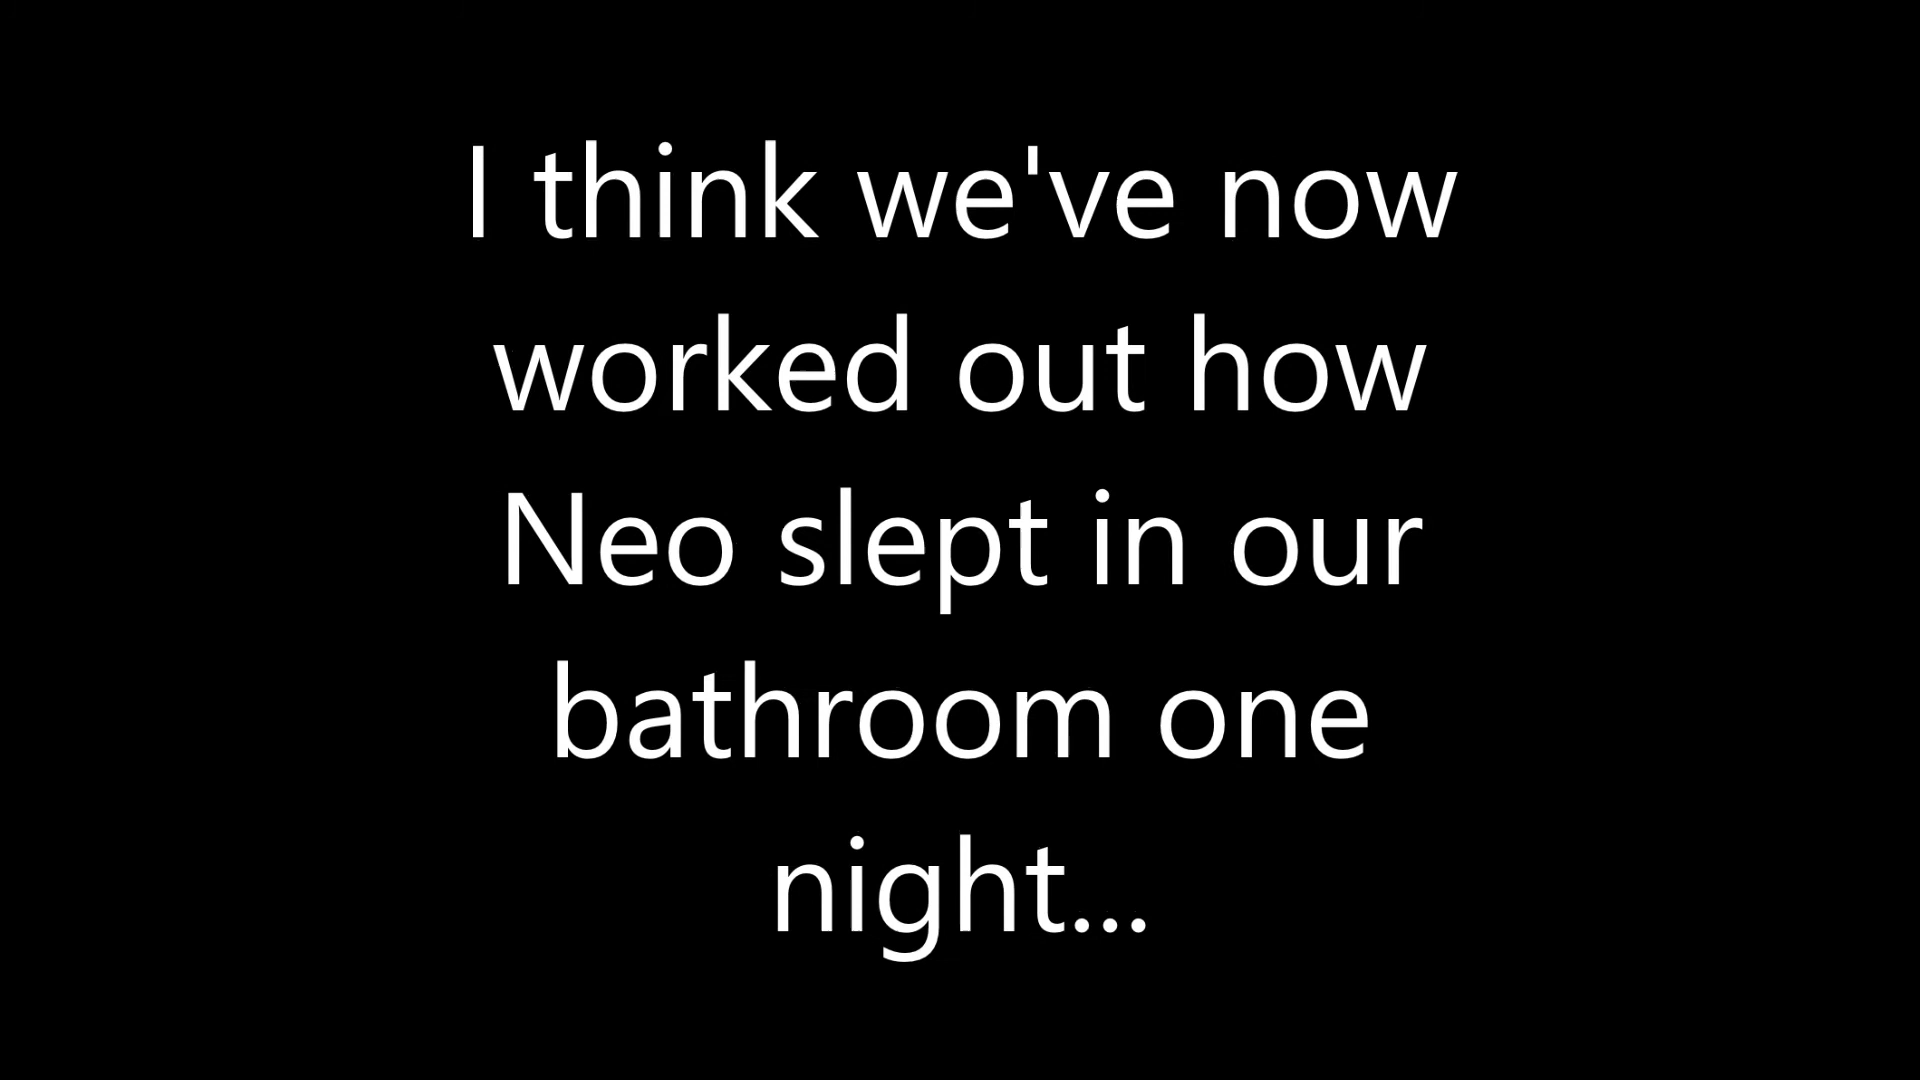 I think we've now
worked out how
Neo slept in our
bathroom one
night...